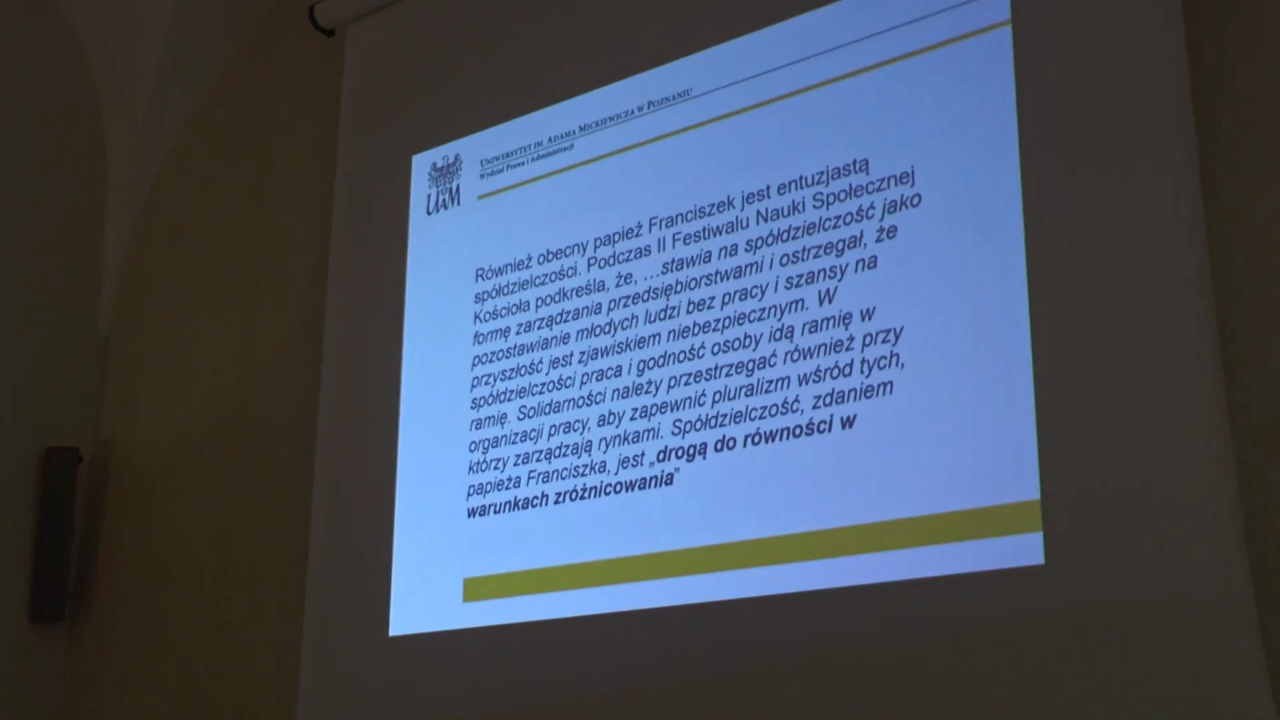 UNIWERSYTET IM. ADAMA MICKIEWICZA W POZNANIU
Wydział Prawa i Administracji
UAM
Również obecny papież Franciszek jest entuzjastą
spółdzielczości. Podczas II Festiwalu Nauki Społecznej
Kościoła podkreśla, że, …stawia na spółdzielczość jako
formę zarządzania przedsiębiorstwami i ostrzegał, że
pozostawianie młodych ludzi bez pracy i szansy na
przyszłość jest zjawiskiem niebezpiecznym. W
spółdzielczości praca i godność osoby idą ramię w
ramię. Solidarności należy przestrzegać również przy
organizacji pracy, aby zapewnić pluralizm wśród tych,
którzy zarządzają rynkami. Spółdzielczość, zdaniem
papieża Franciszka, jest „drogą do równości w
warunkach zróżnicowania”